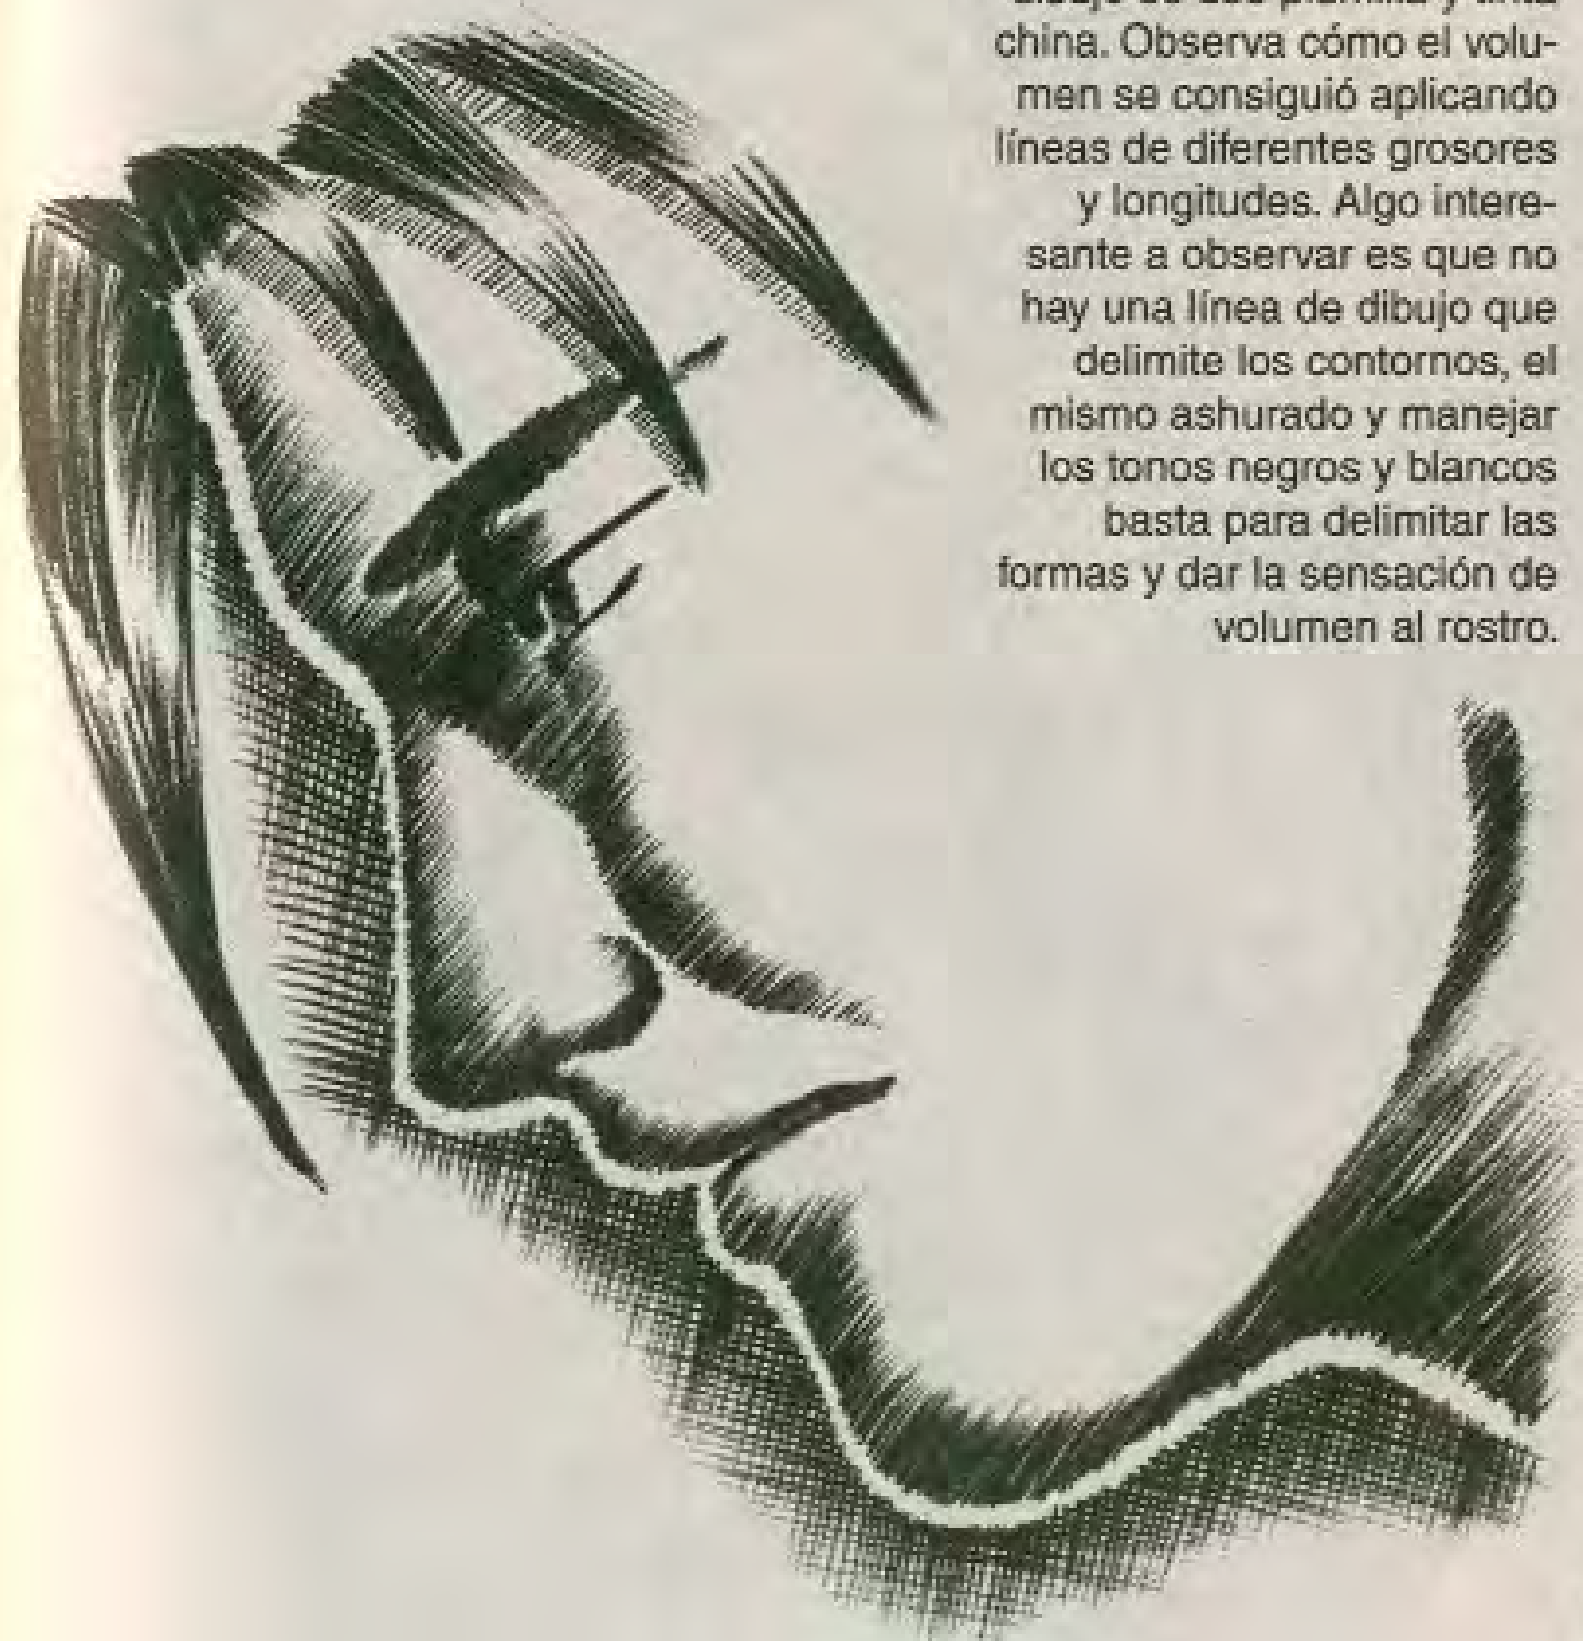 china. Observa cómo el volu-
men se consiguió aplicando
líneas de diferentes grosores
y longitudes. Algo intere-
sante a observar es que no
hay una línea de dibujo que
delimite los contornos, el
mismo ashurado y manejar
los tonos negros y blancos
basta para delimitar las
formas y dar la sensación de
volumen al rostro.